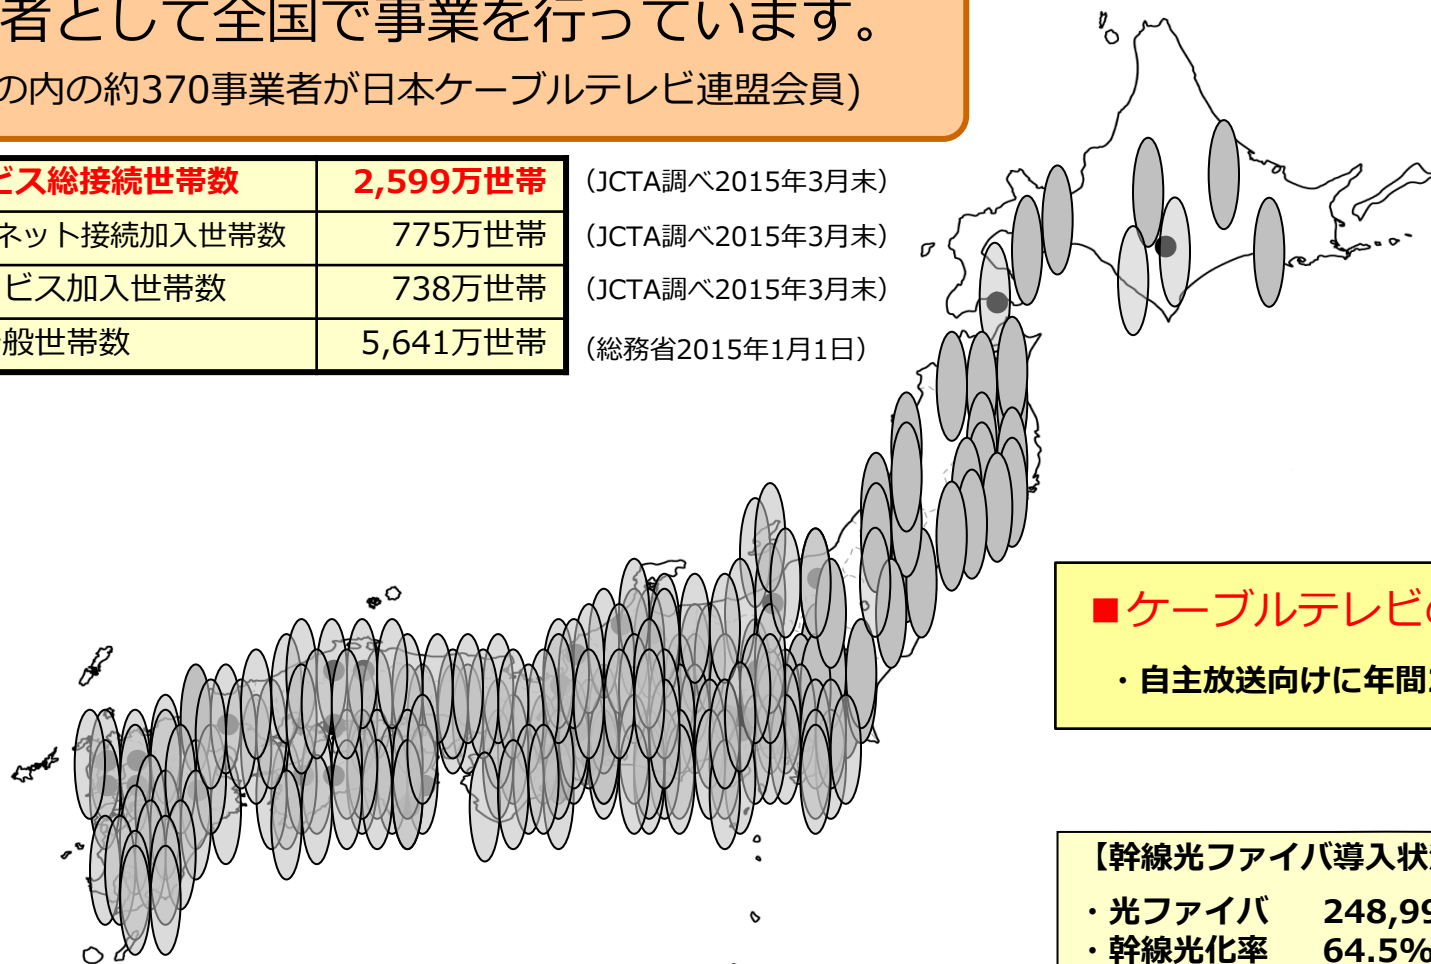 者として全国で事業を行っています。
の内の約370事業者が日本ケーブルテレビ連盟会員)
ビス総接続世帯数 2,599万世帯 （JCTA調べ2015年3月末）
ネット接続加入世帯数 775万世帯 （JCTA調べ2015年3月末）
ビス加入世帯数 738万世帯 （JCTA調べ2015年3月末）
般世帯数 5,641万世帯 （総務省2015年1月1日）
■ケーブルテレビの
・自主放送向けに年間
【幹線光ファイバ導入状
・光ファイバ 248,99
・幹線光化率 64.5%